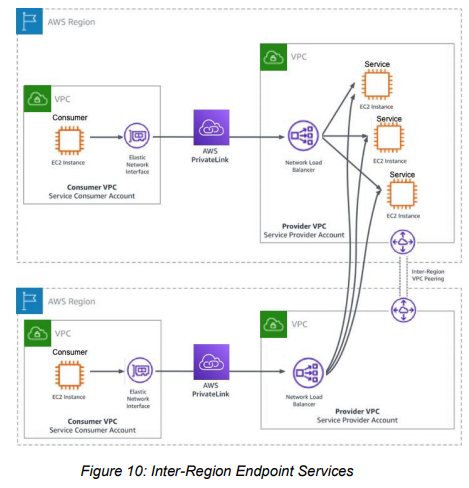 AWS Region
VPC
Consumer
EC2 Instance
Elastic
Network
Interface
Consumer VPC
Service Consumer Account
AWS
PrivateLink
VPC
Service
EC2 Instance
Service
EC2 Instance
Service
EC2 Instance
Network Load
Balancer
Provider VPC
Service Provider Account
Inter-Region
VPC Peering
AWS Region
VPC
Consumer
EC2 Instance
Elastic
Network
Interface
Consumer VPC
Service Consumer Account
AWS
PrivateLink
VPC
Network Load
Balancer
Provider VPC
Service Provider Account
Figure 10: Inter-Region Endpoint Services